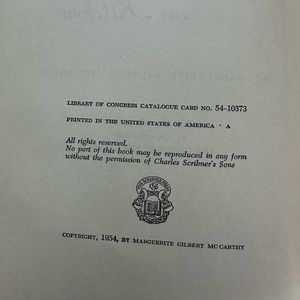 LIBRARY OF CONGRESS CATALOGUE CARD NO. 54-10373
PRINTED IN THE UNITED STATES OF AMERICA · A
All rights reserved.
No part of this book may be reproduced in any form
without the permission of Charles Scribner's Sons
COPYRIGHT, 1954, BY MARGUERITE GILBERT MC CARTHY